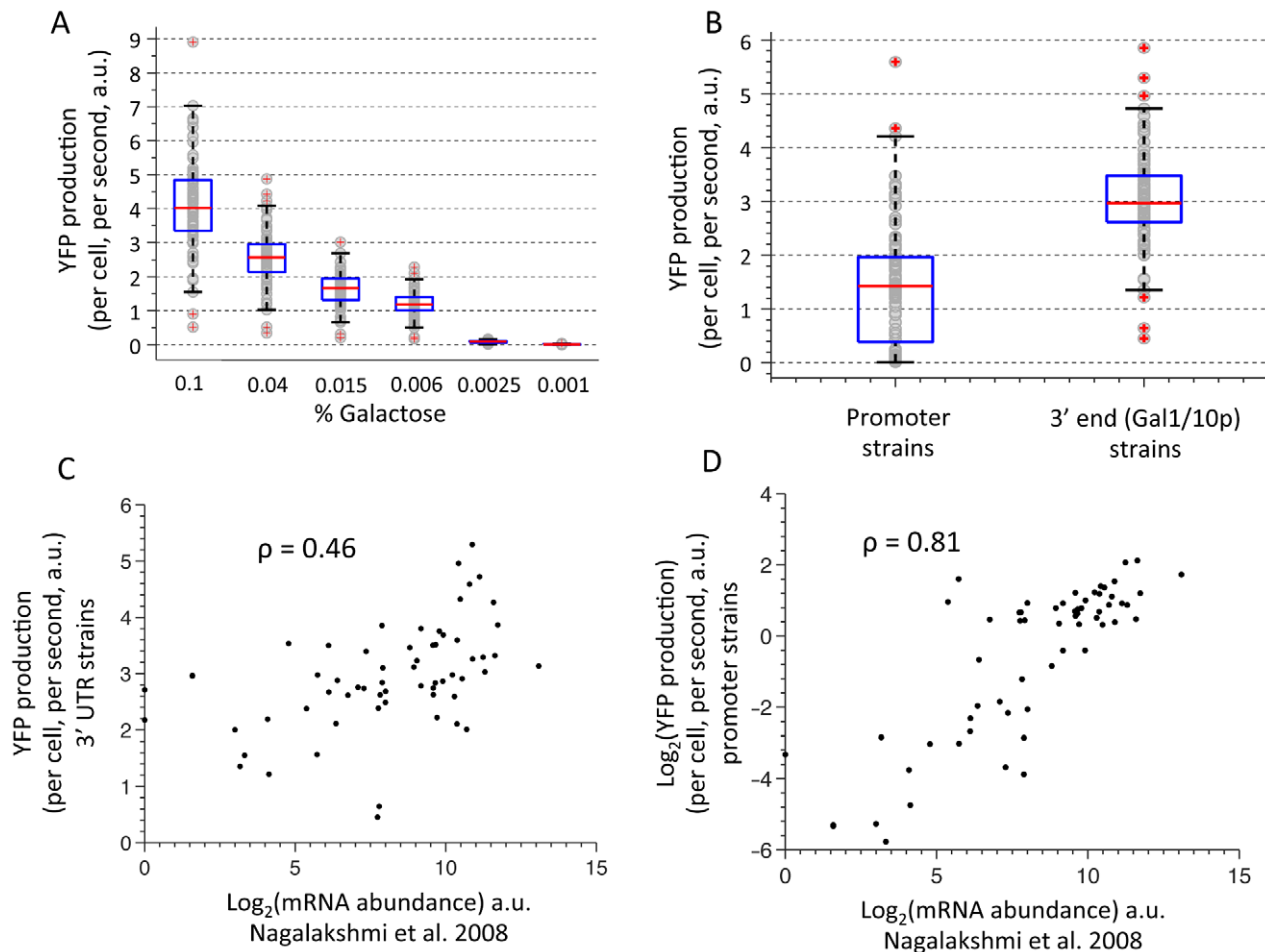 A
9
8
7
6
5
4
3
2
1
0
YFP production
(per cell, per second, a.u.)
0.1 0.04 0.015 0.006 0.0025 0.001
% Galactose
B
6
5
4
3
2
1
0
YFP production
(per cell, per second, a.u.)
Promoter
strains
3' end (Gal1/10p)
strains
C
6
5
4
3
2
1
0
YFP production
(per cell, per second, a.u.)
3' UTR strains
ρ = 0.46
0 5 10 15
Log₂(mRNA abundance) a.u.
Nagalakshmi et al. 2008
D
4
2
0
−2
−4
−6
Log₂(YFP production)
(per cell, per second, a.u.)
promoter strains
ρ = 0.81
0 5 10 15
Log₂(mRNA abundance) a.u.
Nagalakshmi et al. 2008